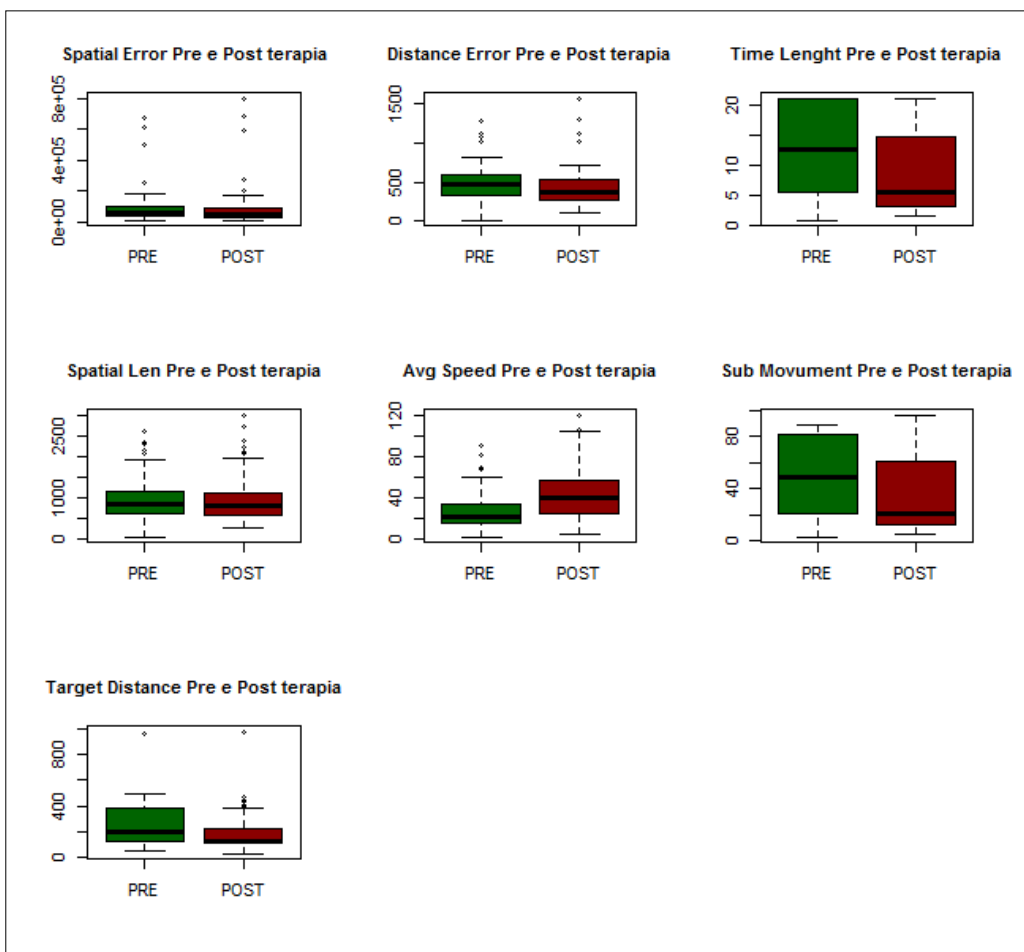 Spatial Error Pre e Post terapia
8e+05
4e+05
0e+00
PRE POST
Distance Error Pre e Post terapia
1500
500
0
PRE POST
Time Lenght Pre e Post terapia
20
10
5
0
PRE POST
Spatial Len Pre e Post terapia
2500
1000
0
PRE POST
Avg Speed Pre e Post terapia
120
80
40
0
PRE POST
Sub Movument Pre e Post terapia
80
40
0
PRE POST
Target Distance Pre e Post terapia
800
400
0
PRE POST